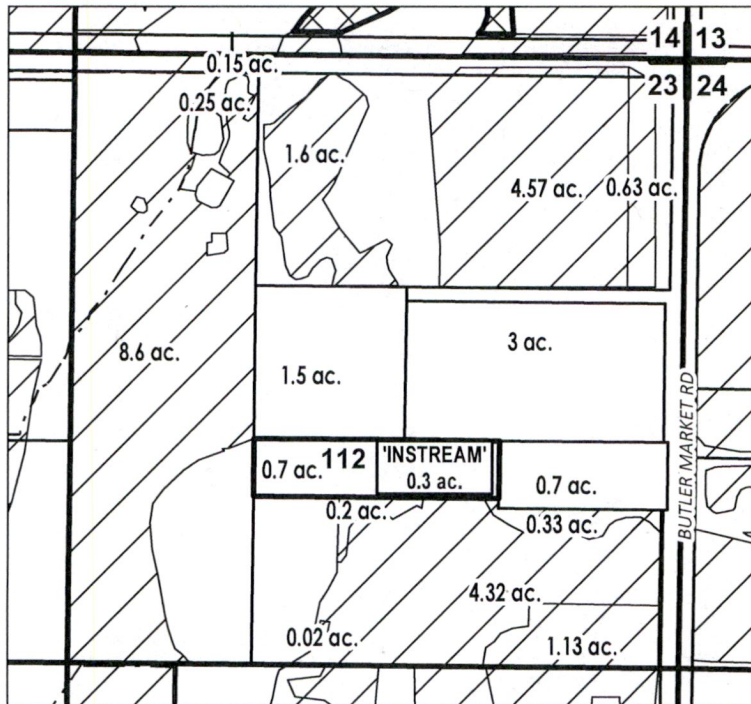 14 13
0.15 ac.
23 24
0.25 ac.
1.6 ac.
4.57 ac.
0.63 ac.
8.6 ac.
3 ac.
1.5 ac.
BUTLER MARKET RD
0.7 ac.
112
'INSTREAM'
0.3 ac.
0.7 ac.
0.2 ac.
0.33 ac.
4.32 ac.
0.02 ac.
1.13 ac.